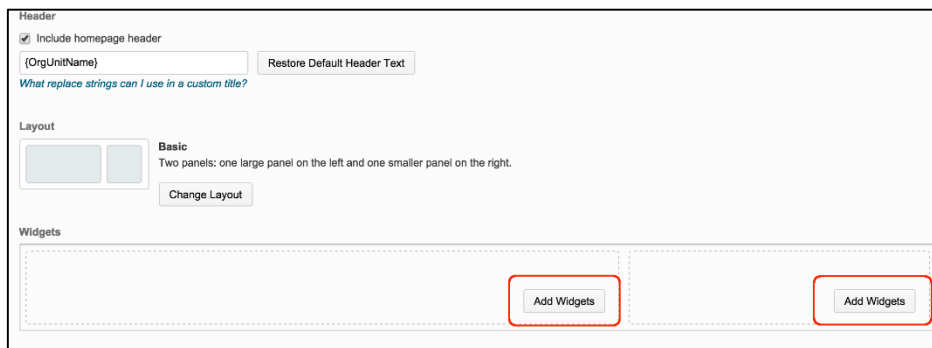 Header
Include homepage header
{OrgUnitName}
Restore Default Header Text
What replace strings can I use in a custom title?
Layout
Basic
Two panels: one large panel on the left and one smaller panel on the right.
Change Layout
Widgets
Add Widgets
Add Widgets